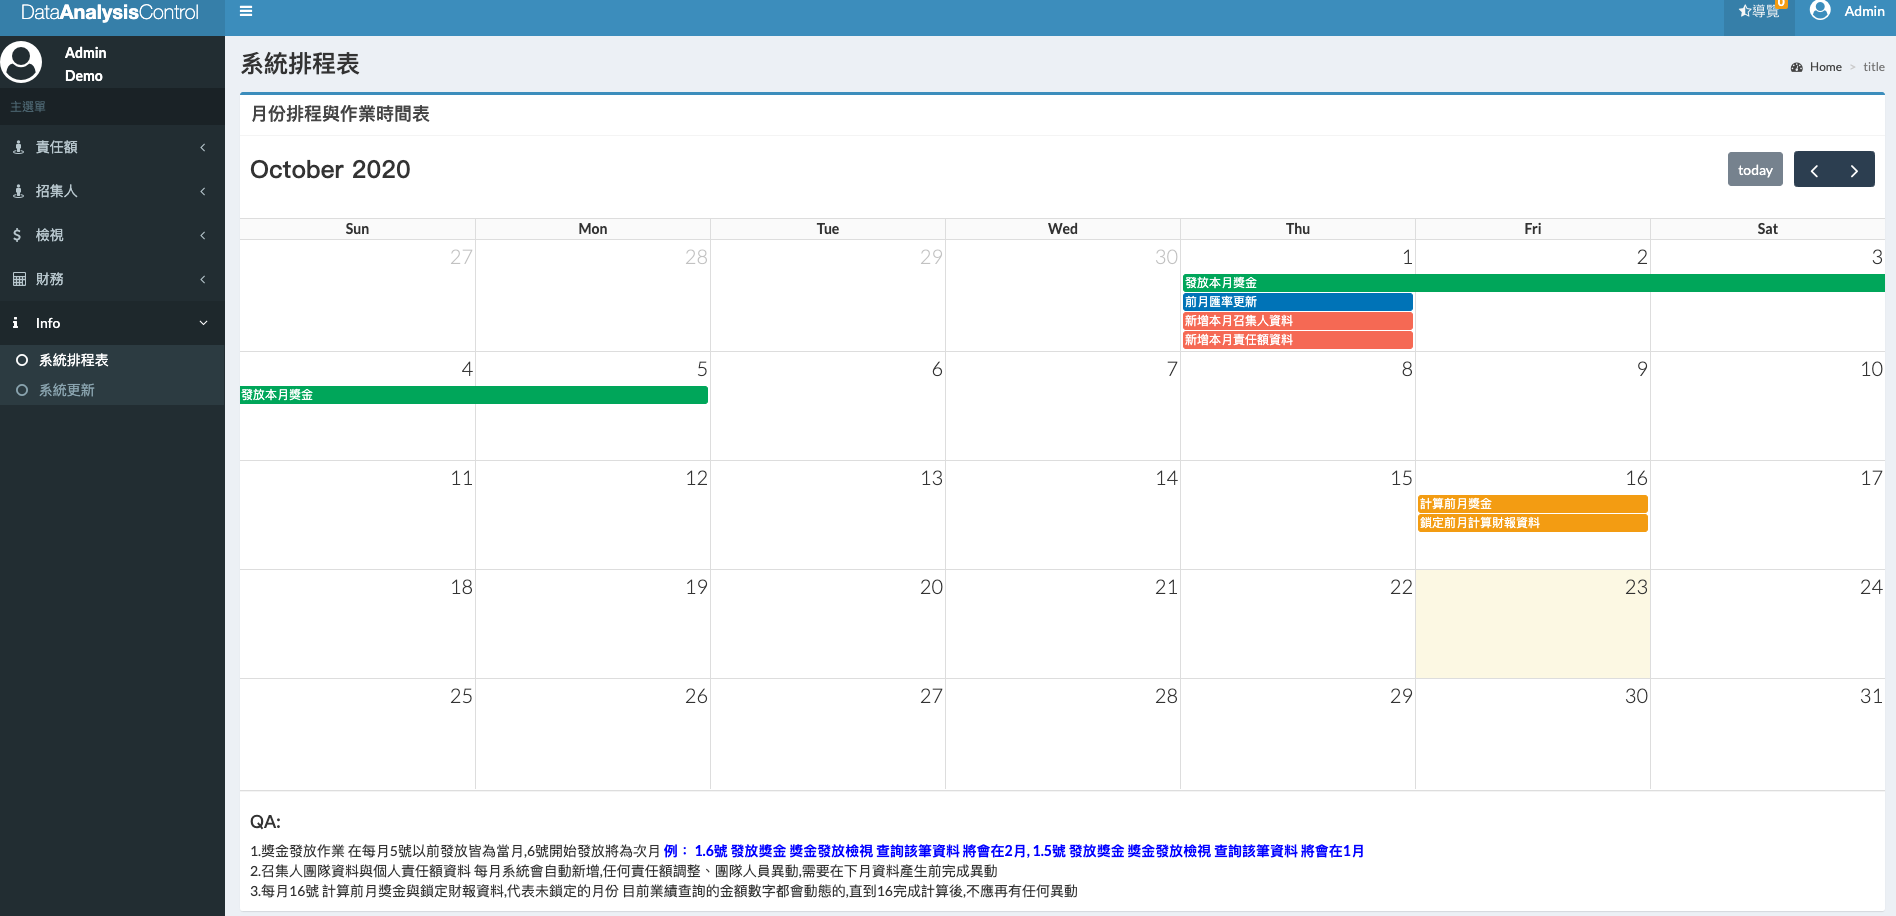 DataAnalysisControl
導覽 0
Admin
Admin
Demo
主選單
責任額
招集人
檢視
財務
Info
系統排程表
系統更新
系統排程表
Home > title
月份排程與作業時間表
October 2020
today
Sun Mon Tue Wed Thu Fri Sat
27 28 29 30 1 2 3
發放本月獎金
前月匯率更新
新增本月召集人資料
新增本月責任額資料
4 5 6 7 8 9 10
發放本月獎金
11 12 13 14 15 16 17
計算前月獎金
鎖定前月計算財報資料
18 19 20 21 22 23 24
25 26 27 28 29 30 31
QA:
1.獎金發放作業 在每月5號以前發放皆為當月,6號開始發放將為次月 例： 1.6號 發放獎金 獎金發放檢視 查詢該筆資料 將會在2月, 1.5號 發放獎金 獎金發放檢視 查詢該筆資料 將會在1月
2.召集人團隊資料與個人責任額資料 每月系統會自動新增,任何責任額調整、團隊人員異動,需要在下月資料產生前完成異動
3.每月16號 計算前月獎金與鎖定財報資料,代表未鎖定的月份 目前業績查詢的金額數字都會動態的,直到16完成計算後,不應再有任何異動